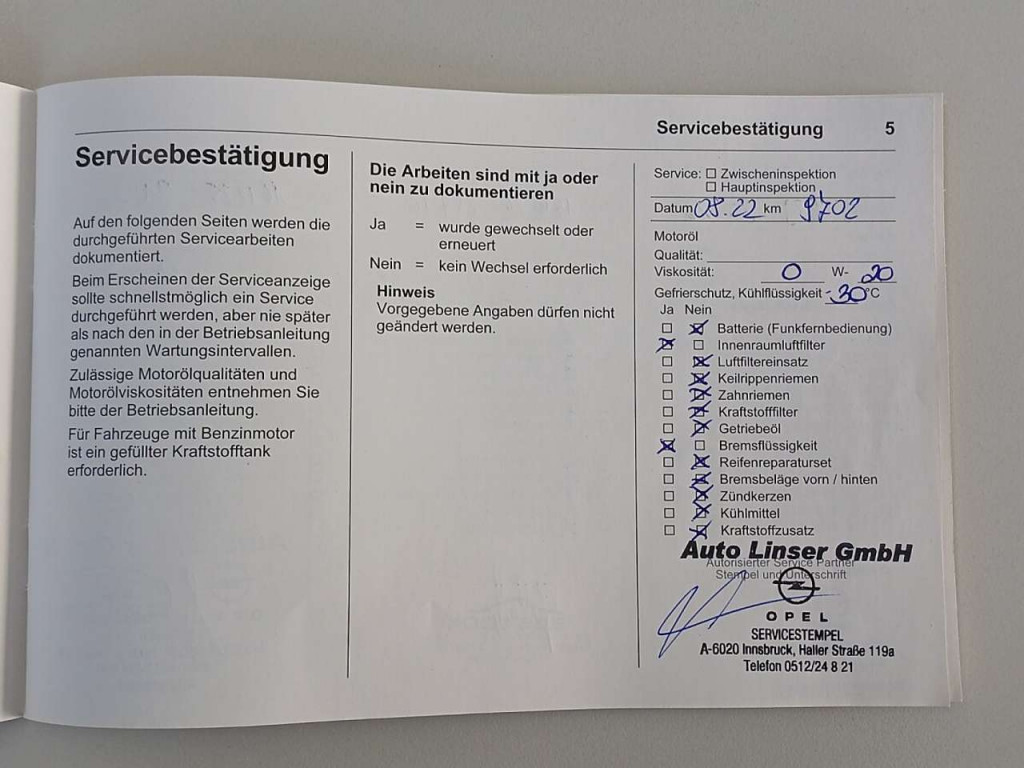 Servicebestätigung 5
Servicebestätigung
Auf den folgenden Seiten werden die
durchgeführten Servicearbeiten
dokumentiert.
Beim Erscheinen der Serviceanzeige
sollte schnellstmöglich ein Service
durchgeführt werden, aber nie später
als nach den in der Betriebsanleitung
genannten Wartungsintervallen.
Zulässige Motorölqualitäten und
Motorölviskositäten entnehmen Sie
bitte der Betriebsanleitung.
Für Fahrzeuge mit Benzinmotor
ist ein gefüllter Kraftstofftank
erforderlich.
Die Arbeiten sind mit ja oder
nein zu dokumentieren
Ja = wurde gewechselt oder
erneuert
Nein = kein Wechsel erforderlich
Hinweis
Vorgegebene Angaben dürfen nicht
geändert werden.
Service: ☐ Zwischeninspektion
☐ Hauptinspektion
Datum 08.22 km 9702
Motoröl
Qualität:
Viskosität: 0 W- 20
Gefrierschutz, Kühlflüssigkeit -30°C
Ja Nein
☐ ☒ Batterie (Funkfernbedienung)
☒ ☐ Innenraumluftfilter
☐ ☒ Luftfiltereinsatz
☐ ☒ Keilrippenriemen
☐ ☒ Zahnriemen
☐ ☒ Kraftstofffilter
☐ ☒ Getriebeöl
☒ ☐ Bremsflüssigkeit
☐ ☒ Reifenreparaturset
☐ ☒ Bremsbeläge vorn / hinten
☐ ☒ Zündkerzen
☐ ☒ Kühlmittel
☐ ☒ Kraftstoffzusatz
Auto Linser GmbH
Autorisierter Service Partner
Stempel und Unterschrift
OPEL
SERVICESTEMPEL
A-6020 Innsbruck, Haller Straße 119a
Telefon 0512/24 8 21